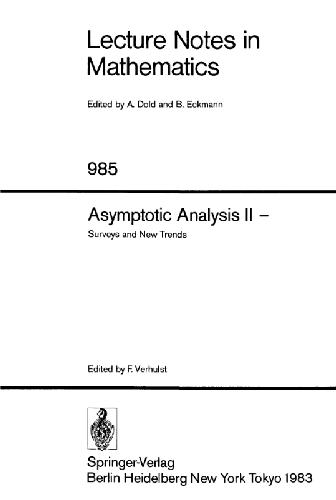 Lecture Notes in
Mathematics
Edited by A. Dold and B. Eckmann
985
Asymptotic Analysis II –
Surveys and New Trends
Edited by F. Verhulst
Springer-Verlag
Berlin Heidelberg New York Tokyo 1983